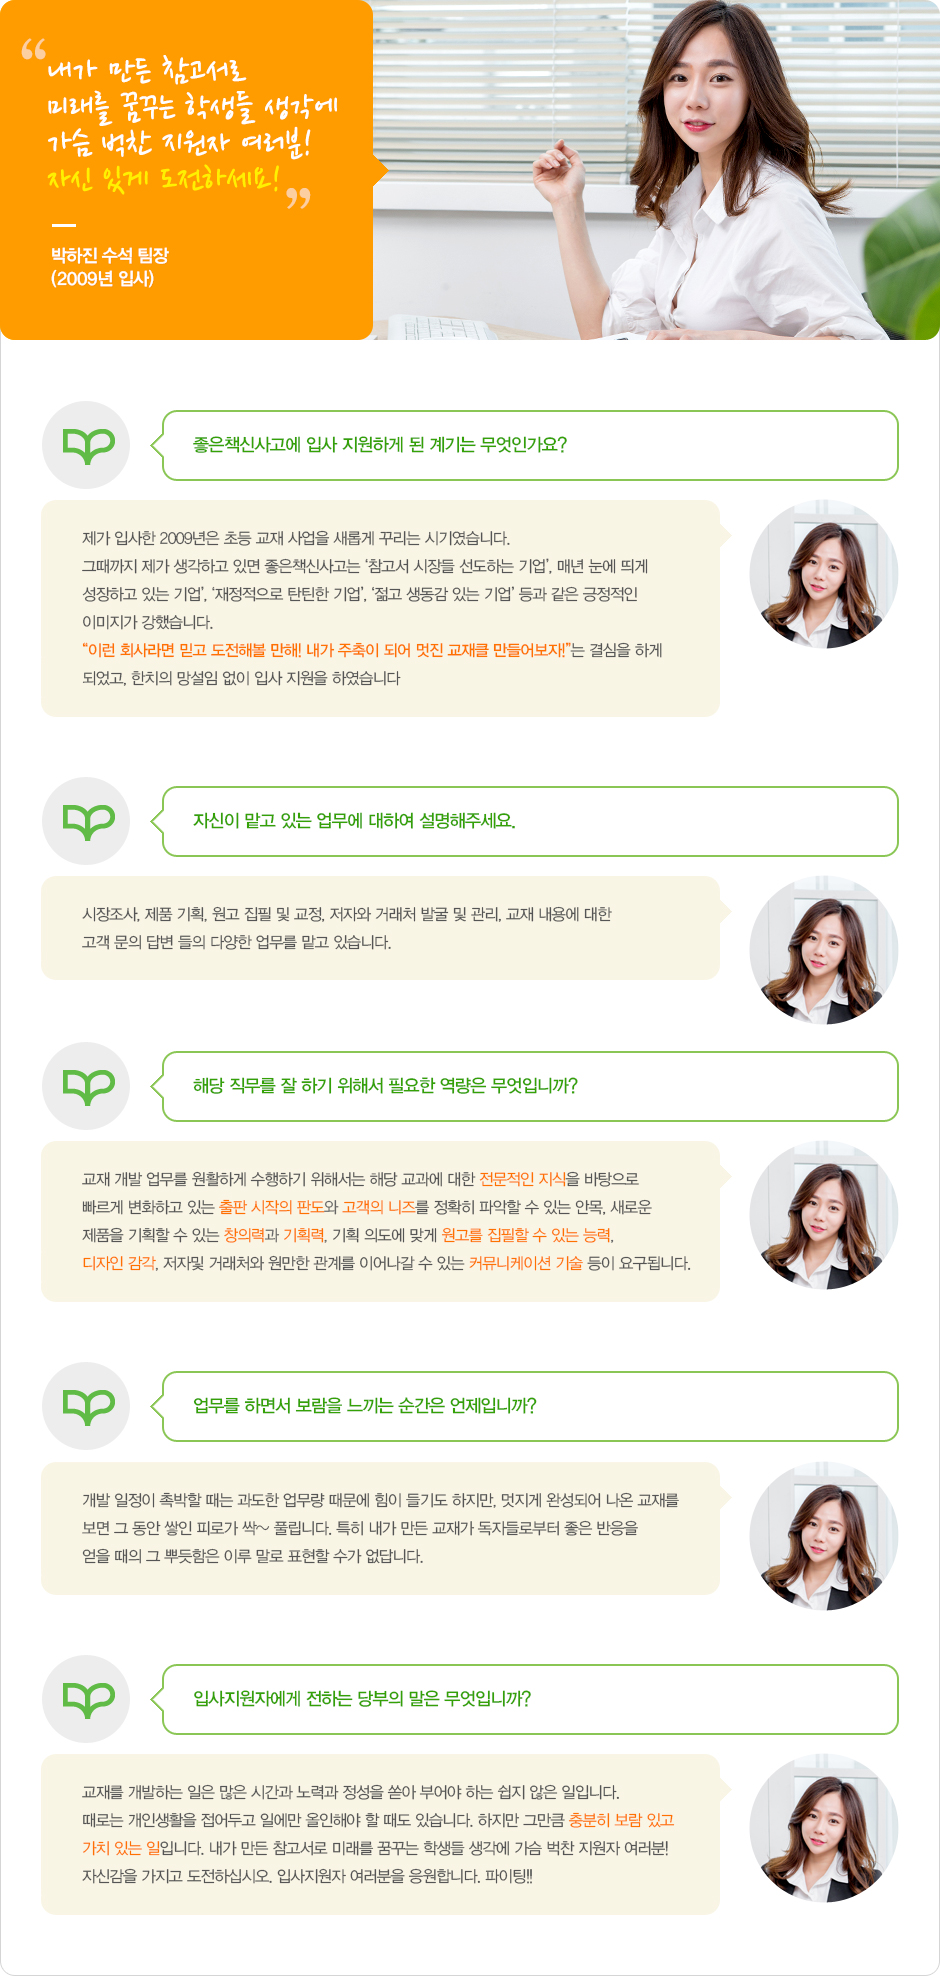 “내가 만든 참고서로
미래를 꿈꾸는 학생들 생각에
가슴 벅찬 지원자 여러분!
자신 있게 도전하세요!”
박하진 수석 팀장
(2009년 입사)
좋은책신사고에 입사 지원하게 된 계기는 무엇인가요?
제가 입사한 2009년은 초등 교재 사업을 새롭게 꾸리는 시기였습니다.
그때까지 제가 생각하고 있면 좋은책신사고는 ‘참고서 시장들 선도하는 기업’, 매년 눈에 띄게
성장하고 있는 기업’, ‘재정적으로 탄틴한 기업’, ‘젊고 생동감 있는 기업’ 등과 같은 긍정적인
이미지가 강했습니다.
“이런 회사라면 믿고 도전해볼 만해! 내가 주축이 되어 멋진 교재클 만들어보자!”는 결심을 하게
되었고, 한치의 망설임 없이 입사 지원을 하였습니다
자신이 맡고 있는 업무에 대하여 설명해주세요.
시장조사, 제품 기획, 원고 집필 및 교정, 저자와 거래처 발굴 및 관리, 교재 내용에 대한
고객 문의 답변 들의 다양한 업무를 맡고 있습니다.
해당 직무를 잘 하기 위해서 필요한 역량은 무엇입니까?
교재 개발 업무를 원활하게 수행하기 위해서는 해당 교과에 대한 전문적인 지식을 바탕으로
빠르게 변화하고 있는 출판 시작의 판도와 고객의 니즈를 정확히 파악할 수 있는 안목, 새로운
제품을 기획할 수 있는 창의력과 기획력, 기획 의도에 맞게 원고를 집필할 수 있는 능력,
디자인 감각, 저자및 거래처와 원만한 관계를 이어나갈 수 있는 커뮤니케이션 기술 등이 요구됩니다.
업무를 하면서 보람을 느끼는 순간은 언제입니까?
개발 일정이 촉박할 때는 과도한 업무량 때문에 힘이 들기도 하지만, 멋지게 완성되어 나온 교재를
보면 그 동안 쌓인 피로가 싹~ 풀립니다. 특히 내가 만든 교재가 독자들로부터 좋은 반응을
얻을 때의 그 뿌듯함은 이루 말로 표현할 수가 없답니다.
입사지원자에게 전하는 당부의 말은 무엇입니까?
교재를 개발하는 일은 많은 시간과 노력과 정성을 쏟아 부어야 하는 쉽지 않은 일입니다.
때로는 개인생활을 접어두고 일에만 올인해야 할 때도 있습니다. 하지만 그만큼 충분히 보람 있고
가치 있는 일입니다. 내가 만든 참고서로 미래를 꿈꾸는 학생들 생각에 가슴 벅찬 지원자 여러분!
자신감을 가지고 도전하십시오. 입사지원자 여러분을 응원합니다. 파이팅!!